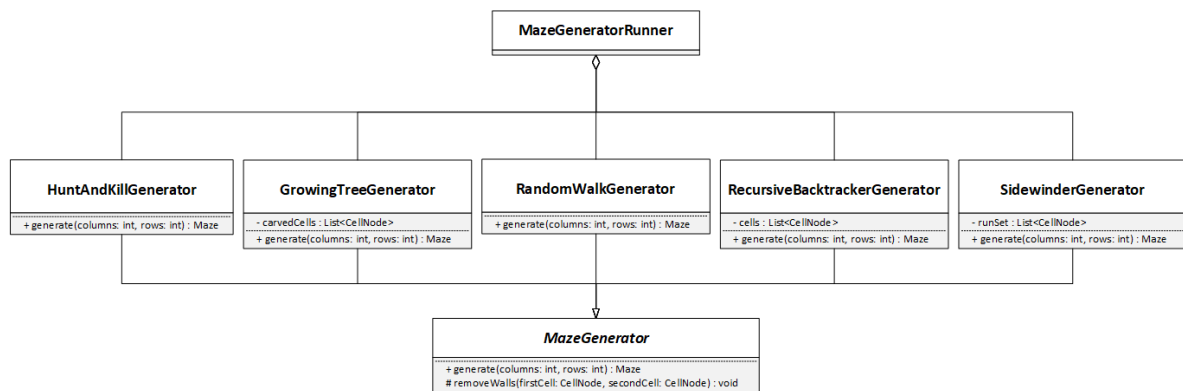 MazeGeneratorRunner
HuntAndKillGenerator
+ generate(columns: int, rows: int) : Maze
GrowingTreeGenerator
- carvedCells : List<CellNode>
+ generate(columns: int, rows: int) : Maze
RandomWalkGenerator
+ generate(columns: int, rows: int) : Maze
RecursiveBacktrackerGenerator
- cells : List<CellNode>
+ generate(columns: int, rows: int) : Maze
SidewinderGenerator
- runSet : List<CellNode>
+ generate(columns: int, rows: int) : Maze
MazeGenerator
+ generate(columns: int, rows: int) : Maze
# removeWalls(firstCell: CellNode, secondCell: CellNode) : void